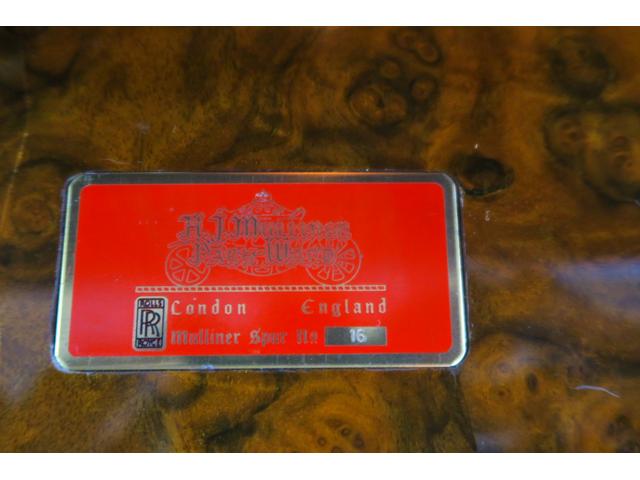 H.J. Mulliner
Park Ward
ROLLS
RR
ROYCE
London England
Mulliner Spur No 16